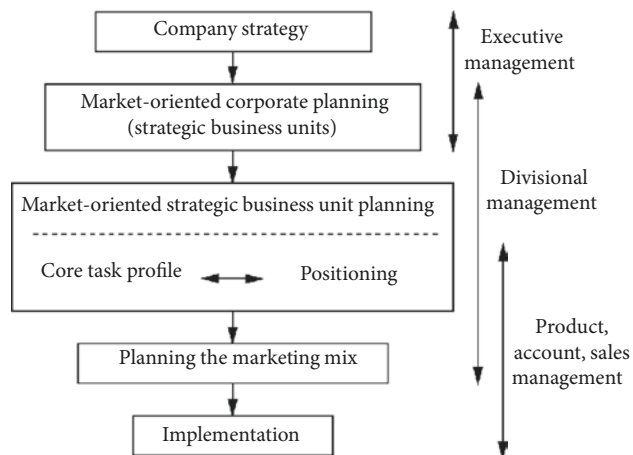 Company strategy
Executive
management
Market-oriented corporate planning
(strategic business units)
Divisional
management
Market-oriented strategic business unit planning
Core task profile
Positioning
Product,
account, sales
management
Planning the marketing mix
Implementation